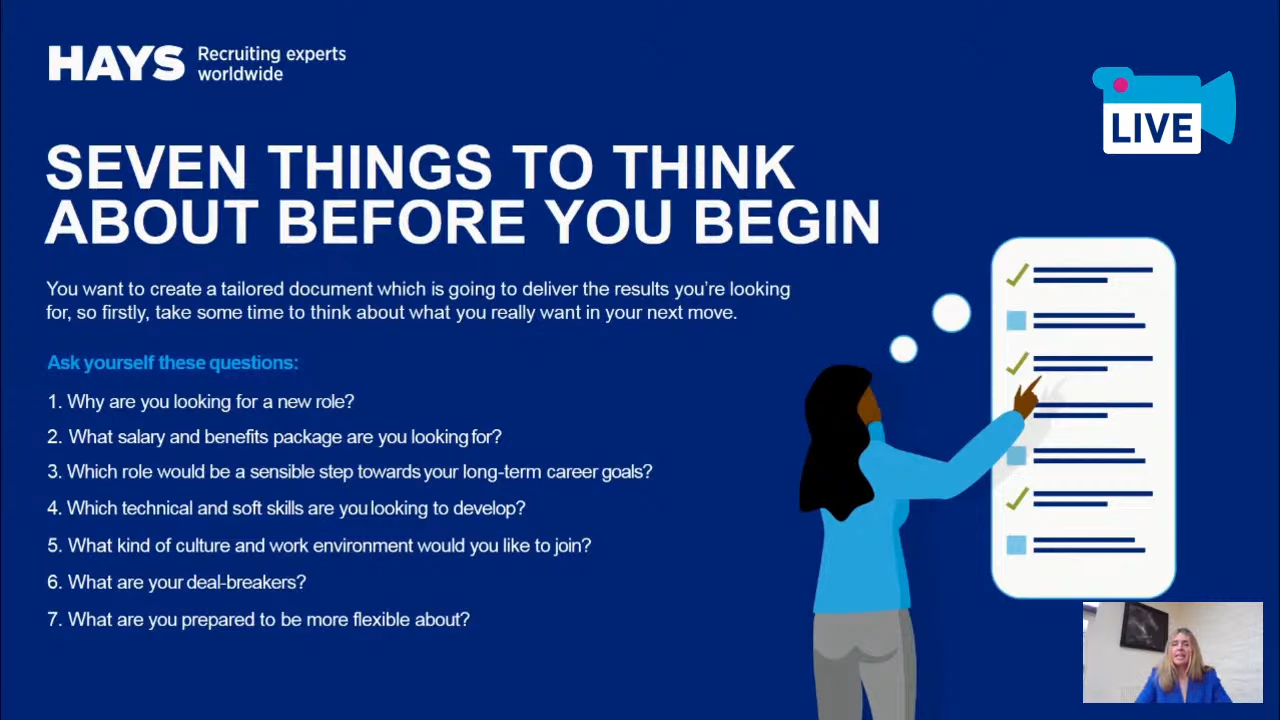 HAYS Recruiting experts
worldwide
LIVE
SEVEN THINGS TO THINK
ABOUT BEFORE YOU BEGIN
You want to create a tailored document which is going to deliver the results you're looking
for, so firstly, take some time to think about what you really want in your next move.
Ask yourself these questions:
1. Why are you looking for a new role?
2. What salary and benefits package are you looking for?
3. Which role would be a sensible step towards your long-term career goals?
4. Which technical and soft skills are you looking to develop?
5. What kind of culture and work environment would you like to join?
6. What are your deal-breakers?
7. What are you prepared to be more flexible about?